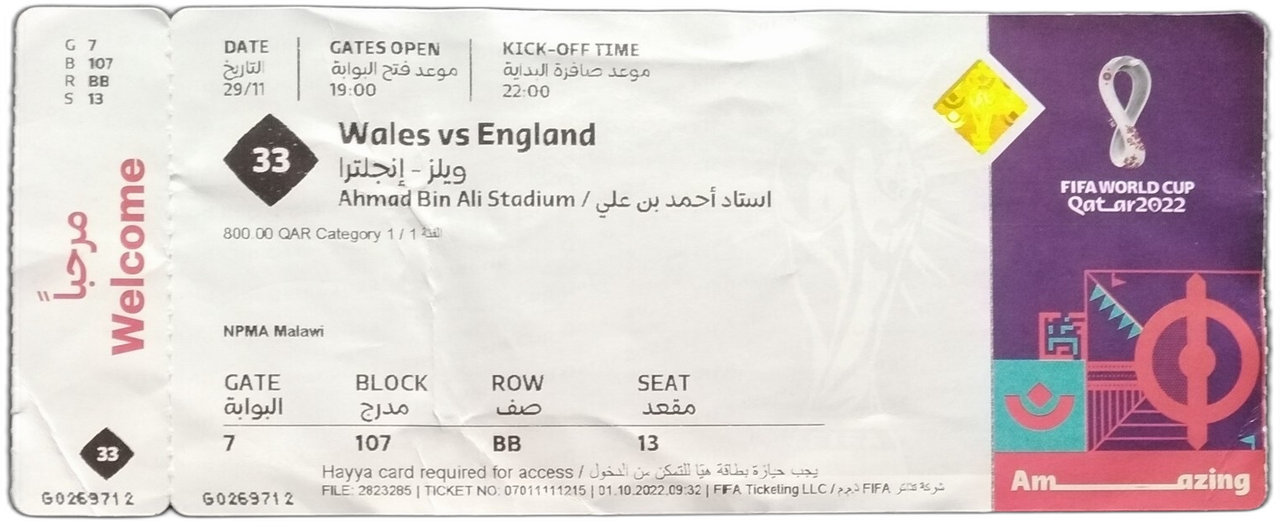 G 7
B 107
R BB
S 13
مرحباً
Welcome
33
G0269712
DATE
التاريخ
29/11
GATES OPEN
موعد فتح البوابة
19:00
KICK-OFF TIME
موعد صافرة البداية
22:00
33
Wales vs England
ويلز - إنجلترا
Ahmad Bin Ali Stadium / استاد أحمد بن علي
800.00 QAR Category 1 / 1 الفئة
NPMA Malawi
GATE
البوابة
7
BLOCK
مدرج
107
ROW
صف
BB
SEAT
مقعد
13
Hayya card required for access / يجب حيازة بطاقة هيّا للتمكن من الدخول
FILE: 2823285 | TICKET NO: 07011111215 | 01.10.2022,09:32 | FIFA Ticketing LLC / شركة تذاكر FIFA ذ.م.م
G0269712
FIFA WORLD CUP
Qatar2022
Am azing